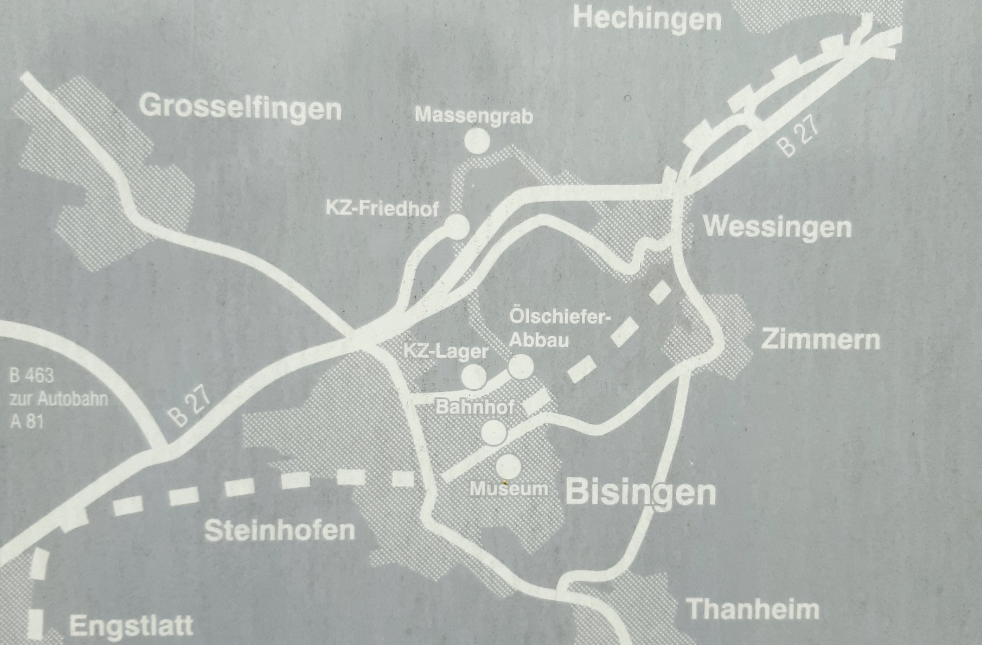 Hechingen
Grosselfingen
Massengrab
B 27
KZ-Friedhof
Wessingen
Ölschiefer-
Abbau
Zimmern
KZ-Lager
B 463
zur Autobahn
A 81
B 27
Bahnhof
Museum
Bisingen
Steinhofen
Thanheim
Engstlatt